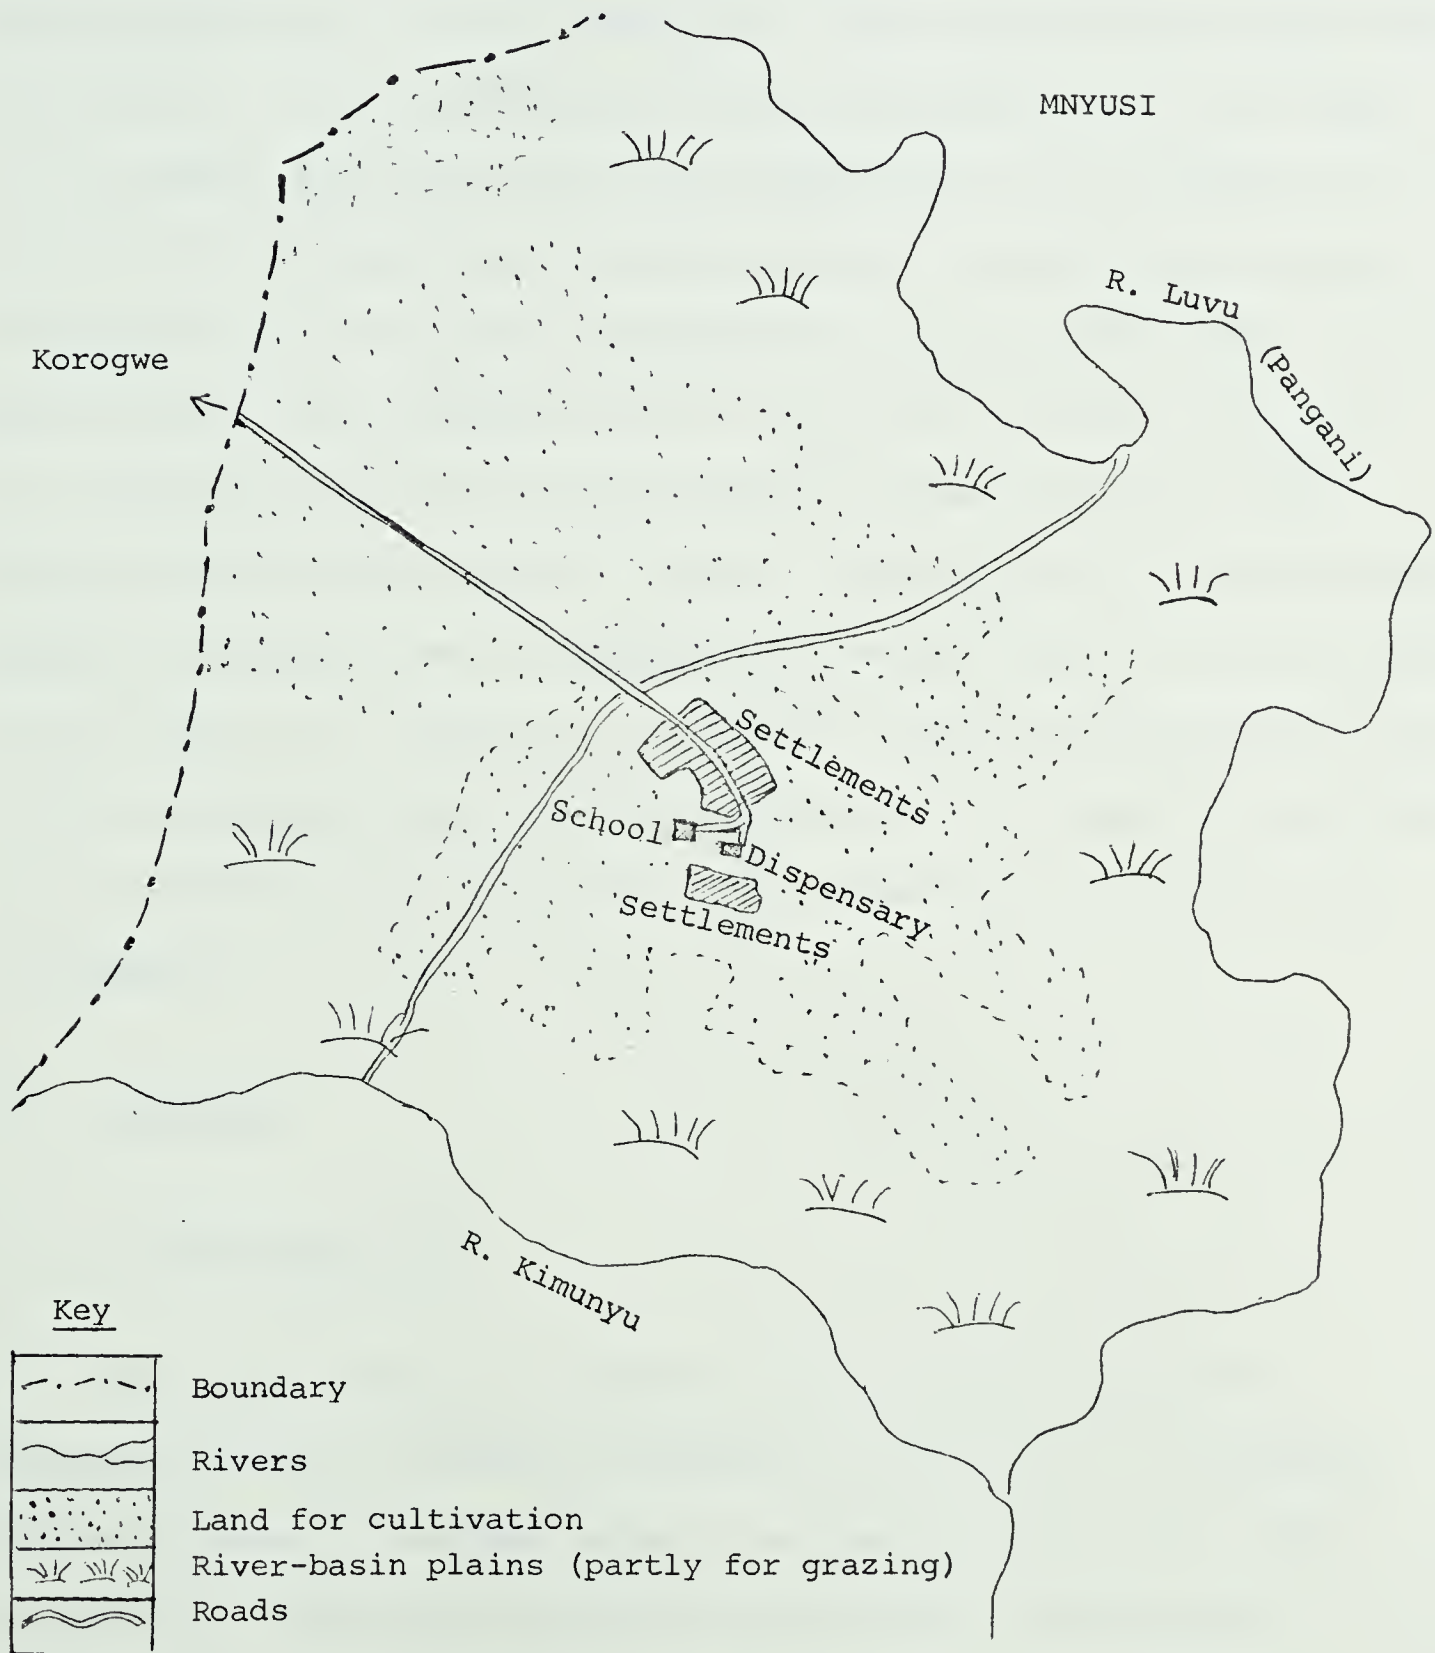 MNYUSI
R. Luvu
(Pangani)
Korogwe
Settlements
School
Dispensary
Settlements
R. Kimunyu
Key
Boundary
Rivers
Land for cultivation
River-basin plains (partly for grazing)
Roads